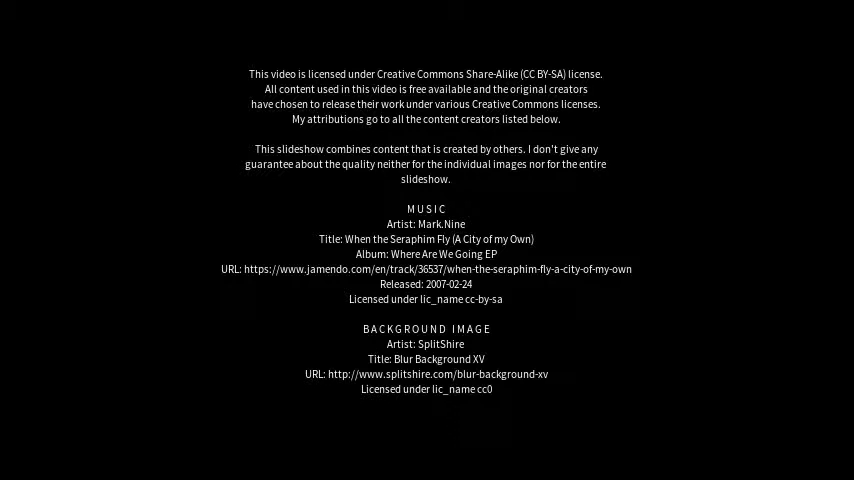 This video is licensed under Creative Commons Share-Alike (CC BY-SA) license.
All content used in this video is free available and the original creators
have chosen to release their work under various Creative Commons licenses.
My attributions go to all the content creators listed below.
This slideshow combines content that is created by others. I don't give any
guarantee about the quality neither for the individual images nor for the entire
slideshow.
MUSIC
Artist: Mark.Nine
Title: When the Seraphim Fly (A City of my Own)
Album: Where Are We Going EP
URL: https://www.jamendo.com/en/track/36537/when-the-seraphim-fly-a-city-of-my-own
Released: 2007-02-24
Licensed under lic_name cc-by-sa
BACKGROUND IMAGE
Artist: SplitShire
Title: Blur Background XV
URL: http://www.splitshire.com/blur-background-xv
Licensed under lic_name cc0